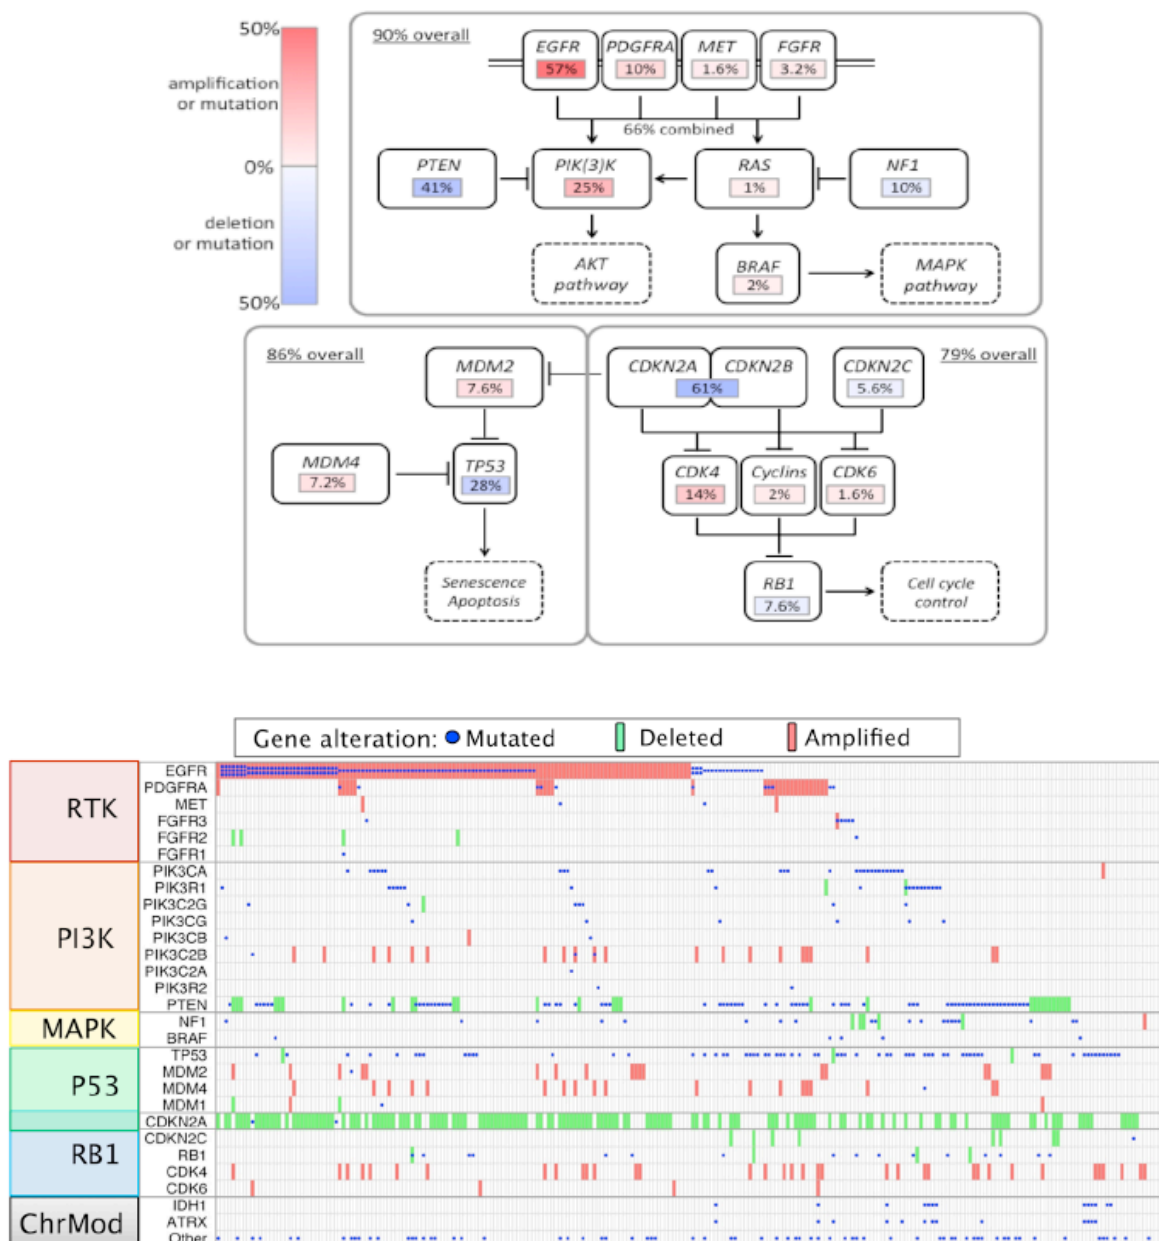 50%
amplification
or mutation
0%
deletion
or mutation
50%
90% overall
EGFR
57%
PDGFRA
10%
MET
1.6%
FGFR
3.2%
66% combined
PTEN
41%
PIK(3)K
25%
RAS
1%
NF1
10%
AKT
pathway
BRAF
2%
MAPK
pathway
86% overall
MDM2
7.6%
MDM4
7.2%
TP53
28%
Senescence
Apoptosis
CDKN2A
CDKN2B
61%
CDKN2C
5.6%
79% overall
CDK4
14%
Cyclins
2%
CDK6
1.6%
RB1
7.6%
Cell cycle
control
Gene alteration: Mutated Deleted Amplified
RTK
EGFR
PDGFRA
MET
FGFR3
FGFR2
FGFR1
PI3K
PIK3CA
PIK3R1
PIK3C2G
PIK3CG
PIK3CB
PIK3C2B
PIK3C2A
PIK3R2
PTEN
MAPK
NF1
BRAF
P53
TP53
MDM2
MDM4
MDM1
CDKN2A
RB1
CDKN2C
RB1
CDK4
CDK6
ChrMod
IDH1
ATRX
Other